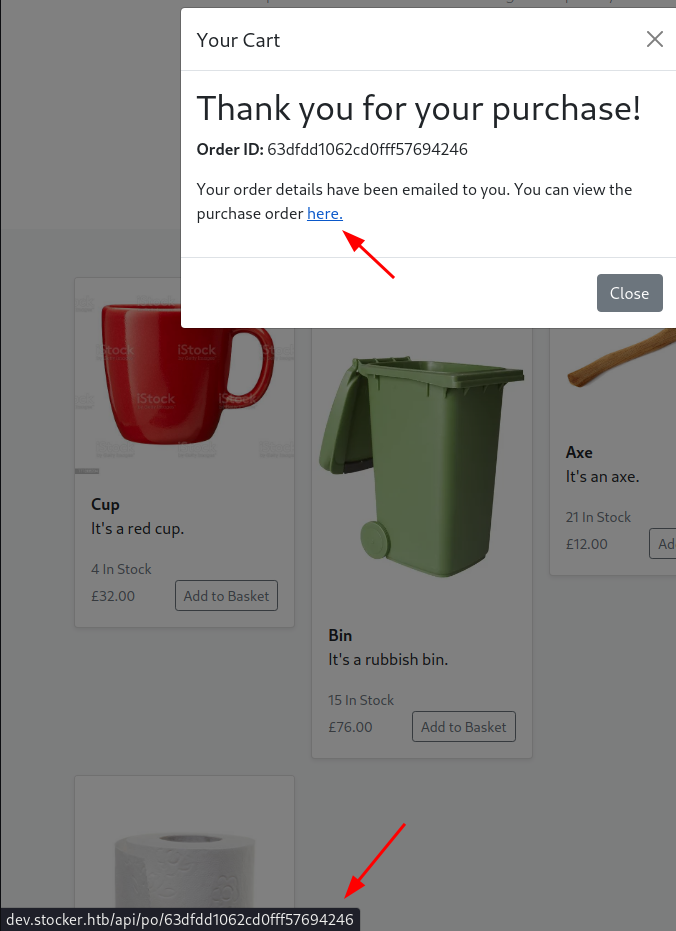 Your Cart
Thank you for your purchase!
Order ID: 63dfdd1062cd0fff57694246
Your order details have been emailed to you. You can view the
purchase order here.
Close
iStock
iStock
iStock
Cup
It's a red cup.
4 In Stock
£32.00
Add to Basket
Bin
It's a rubbish bin.
15 In Stock
£76.00
Add to Basket
Axe
It's an axe.
21 In Stock
£12.00
Ad
dev.stocker.htb/api/po/63dfdd1062cd0fff57694246